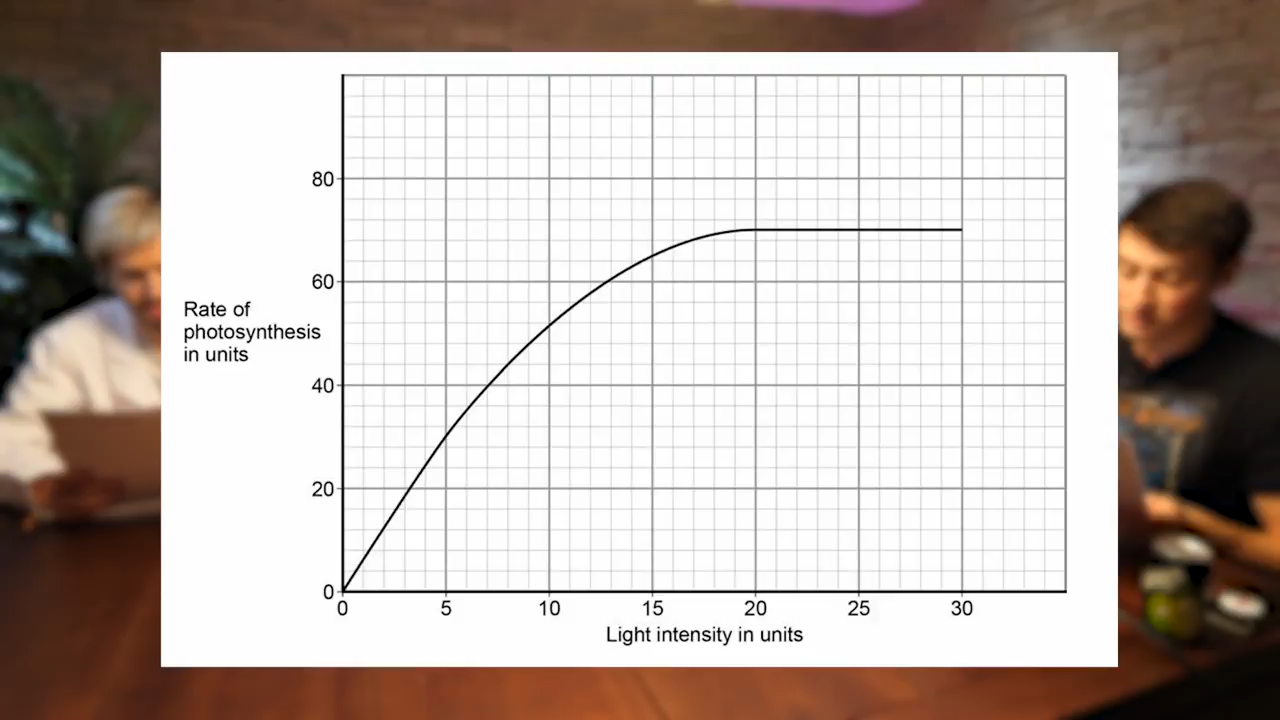 80
60
Rate of
photosynthesis
in units
40
20
0
0 5 10 15 20 25 30
Light intensity in units